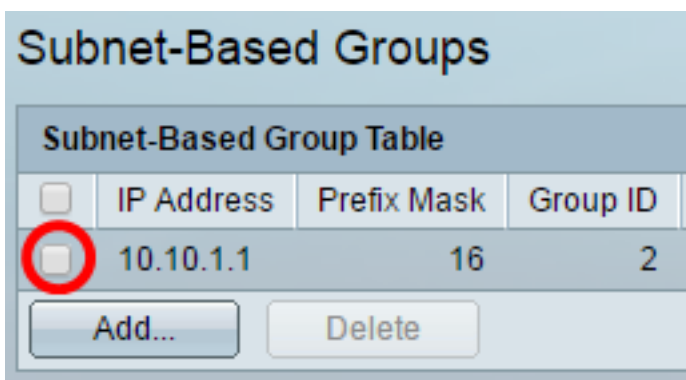 Subnet-Based Groups
Subnet-Based Group Table
IP Address Prefix Mask Group ID
10.10.1.1 16 2
Add... Delete